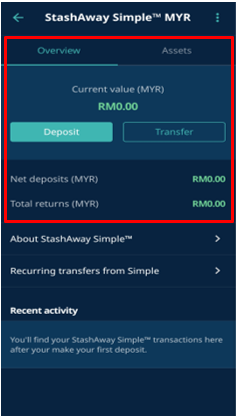 StashAway Simple™ MYR
Overview
Assets
Current value (MYR)
RM0.00
Deposit
Transfer
Net deposits (MYR)
RM0.00
Total returns (MYR)
RM0.00
About StashAway Simple™
Recurring transfers from Simple
Recent activity
You'll find your StashAway Simple™ transactions here
after your make your first deposit.